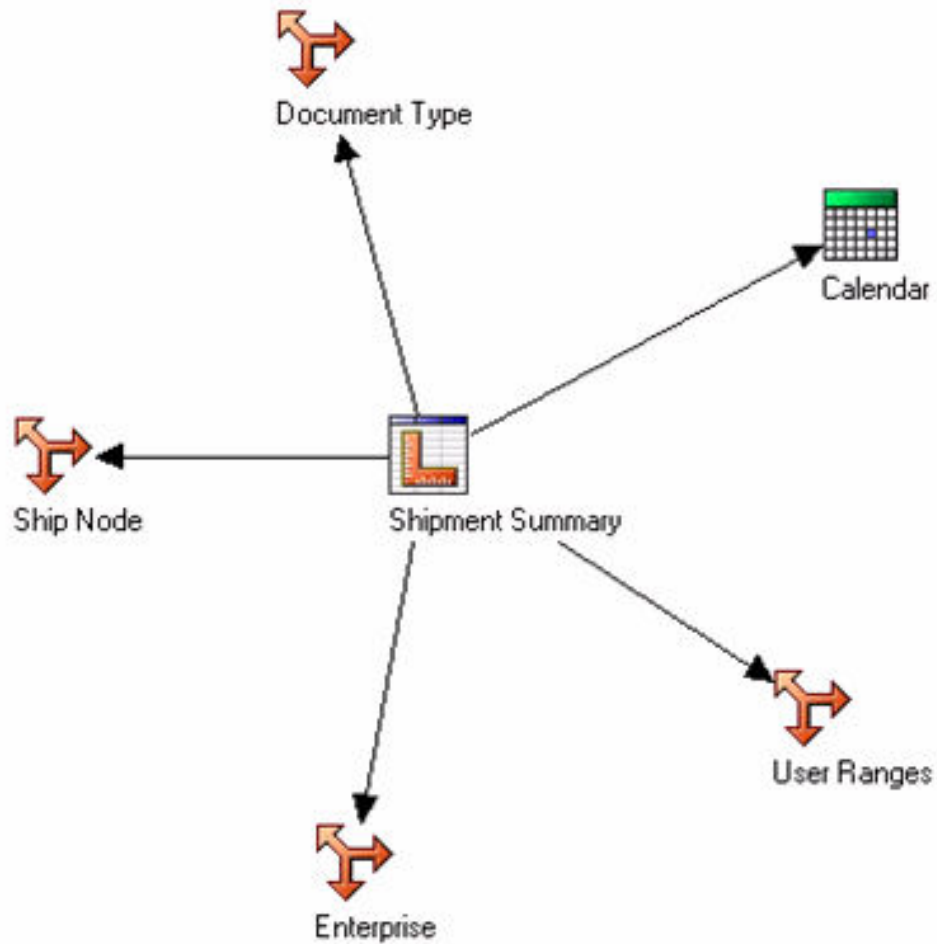 Document Type
Calendar
Ship Node
Shipment Summary
User Ranges
Enterprise